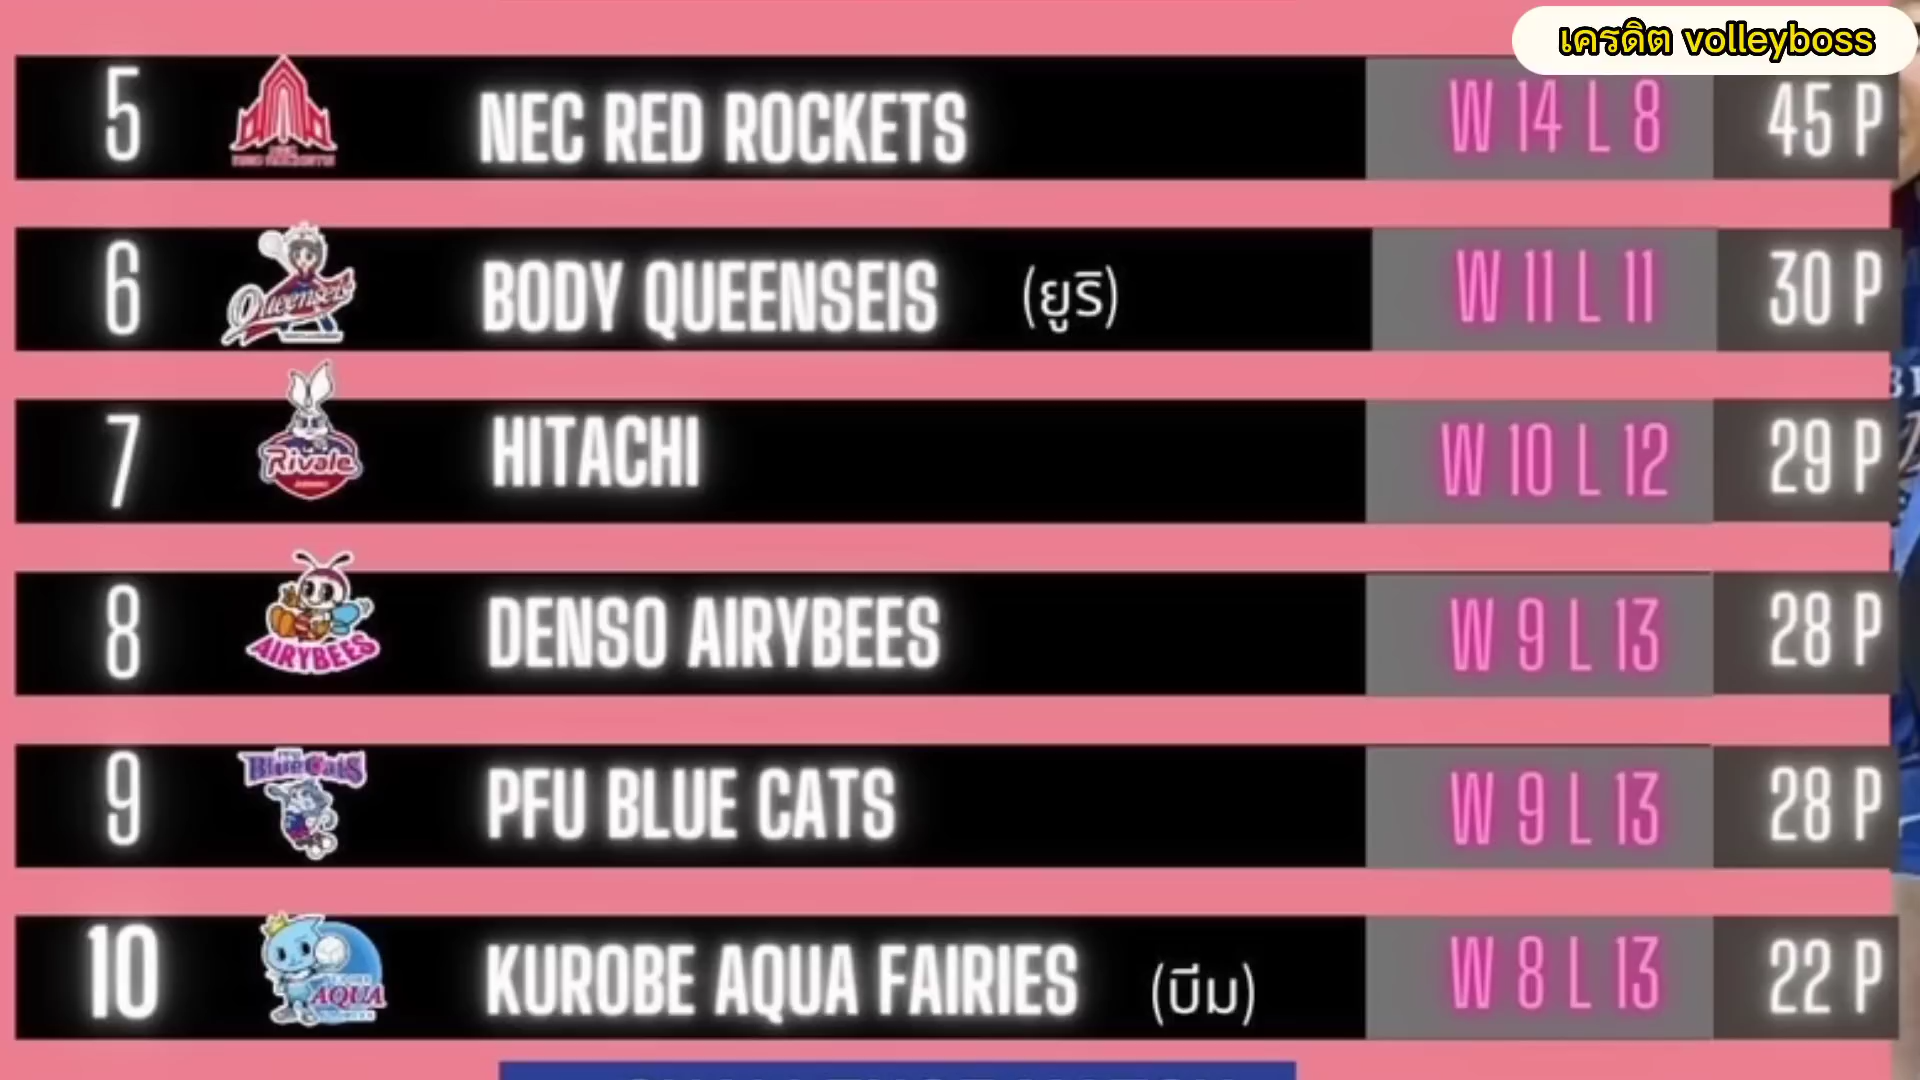 เครดิต volleyboss
5 NEC RED ROCKETS W 14 L 8 45 P
6 Queenseis BODY QUEENSEIS (ยูริ) W 11 L 11 30 P
7 Rivale HITACHI W 10 L 12 29 P
8 AIRYBEES DENSO AIRYBEES W 9 L 13 28 P
9 BlueCats PFU BLUE CATS W 9 L 13 28 P
10 AQUA KUROBE AQUA FAIRIES (บีม) W 8 L 13 22 P